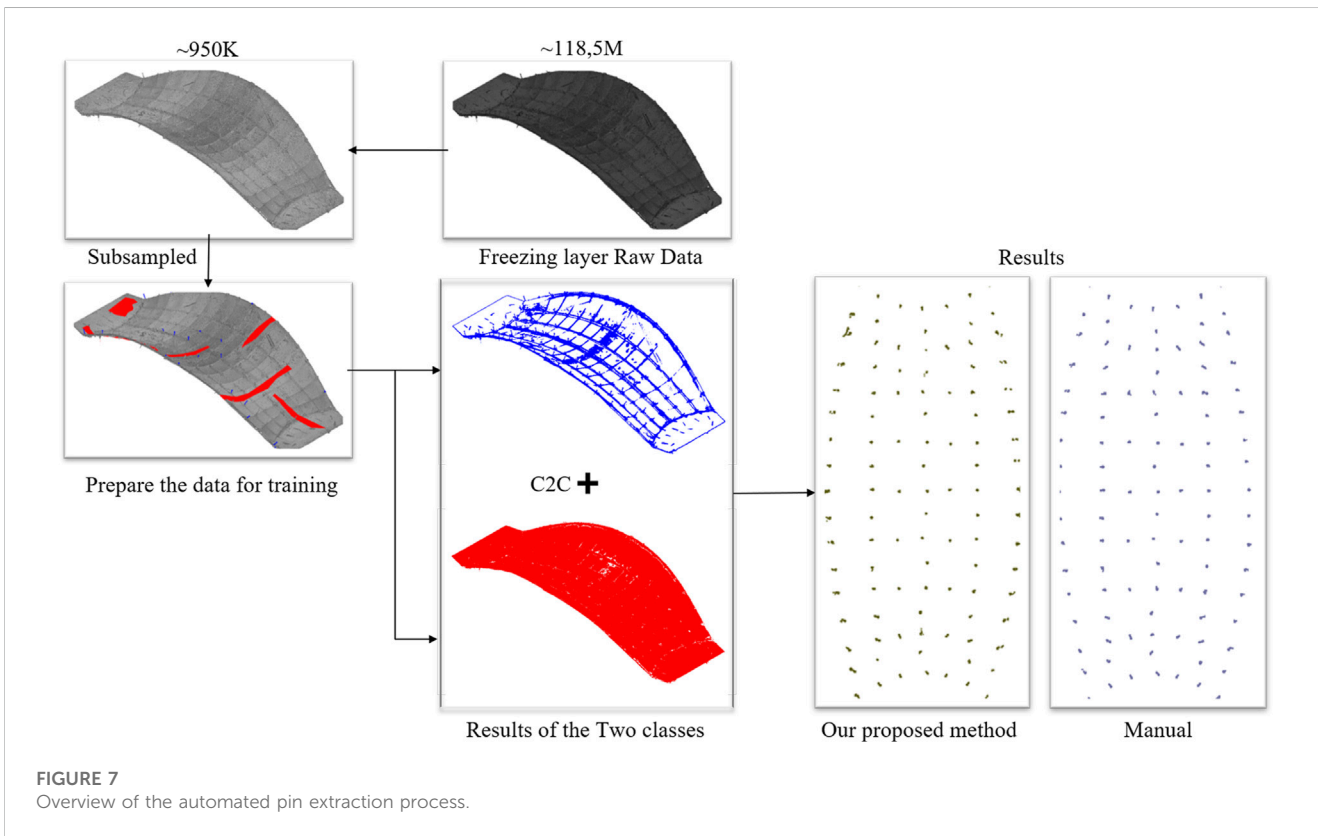 ~950K
~118,5M
Subsampled
Freezing layer Raw Data
Results
Prepare the data for training
C2C +
Results of the Two classes
Our proposed method
Manual
FIGURE 7
Overview of the automated pin extraction process.